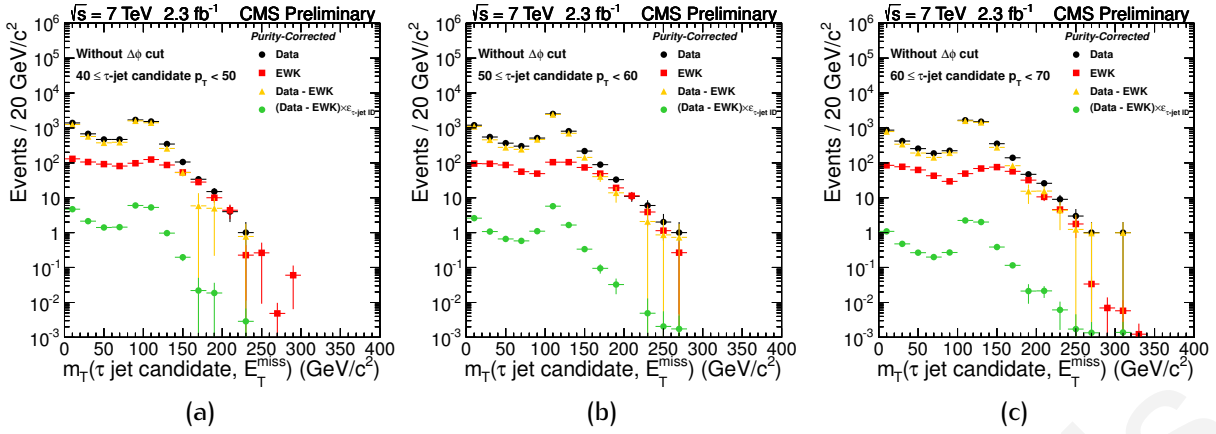 √s = 7 TeV 2.3 fb⁻¹ CMS Preliminary
Purity-Corrected
Without Δϕ cut
40 ≤ τ-jet candidate p_T < 50
Data
EWK
Data - EWK
(Data - EWK)×ε_τ-jet ID
Events / 20 GeV/c²
10⁶
10⁵
10⁴
10³
10²
10
1
10⁻¹
10⁻²
10⁻³
0 50 100 150 200 250 300 350 400
m_T(τ jet candidate, E_T^miss) (GeV/c²)
(a)
√s = 7 TeV 2.3 fb⁻¹ CMS Preliminary
Purity-Corrected
Without Δϕ cut
50 ≤ τ-jet candidate p_T < 60
Data
EWK
Data - EWK
(Data - EWK)×ε_τ-jet ID
Events / 20 GeV/c²
10⁶
10⁵
10⁴
10³
10²
10
1
10⁻¹
10⁻²
10⁻³
0 50 100 150 200 250 300 350 400
m_T(τ jet candidate, E_T^miss) (GeV/c²)
(b)
√s = 7 TeV 2.3 fb⁻¹ CMS Preliminary
Purity-Corrected
Without Δϕ cut
60 ≤ τ-jet candidate p_T < 70
Data
EWK
Data - EWK
(Data - EWK)×ε_τ-jet ID
Events / 20 GeV/c²
10⁶
10⁵
10⁴
10³
10²
10
1
10⁻¹
10⁻²
10⁻³
0 50 100 150 200 250 300 350 400
m_T(τ jet candidate, E_T^miss) (GeV/c²)
(c)